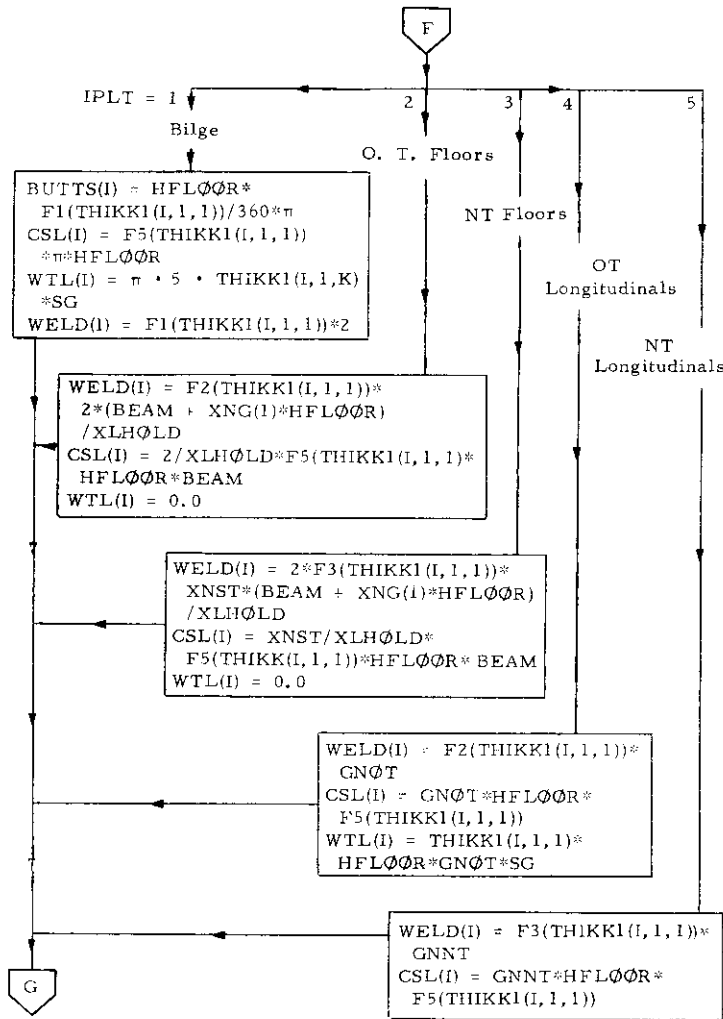 F
IPLT = 1
2
3
4
5
Bilge
O. T. Floors
NT Floors
OT
Longitudinals
NT
Longitudinals
BUTTS(I) = HFLØØR*
F1(THIKK1(I,1,1))/360*π
CSL(I) = F5(THIKK1(I,1,1))
*π*HFLØØR
WTL(I) = π · 5 · THIKK1(I,1,K)
*SG
WELD(I) = F1(THIKK1(I,1,1))*2
WELD(I) = F2(THIKK1(I,1,1))*
2*(BEAM + XNG(1)*HFLØØR)
/XLHØLD
CSL(I) = 2/XLHØLD*F5(THIKK1(I,1,1)*
HFLØØR*BEAM
WTL(I) = 0.0
WELD(I) = 2*F3(THIKK1(I,1,1))*
XNST*(BEAM + XNG(1)*HFLØØR)
/XLHØLD
CSL(I) = XNST/XLHØLD*
F5(THIKK(I,1,1))*HFLØØR*BEAM
WTL(I) = 0.0
WELD(I) = F2(THIKK1(I,1,1))*
GNØT
CSL(I) = GNØT*HFLØØR*
F5(THIKK1(I,1,1))
WTL(I) = THIKK1(I,1,1)*
HFLØØR*GNØT*SG
WELD(I) = F3(THIKK1(I,1,1))*
GNNT
CSL(I) = GNNT*HFLØØR*
F5(THIKK1(I,1,1))
G